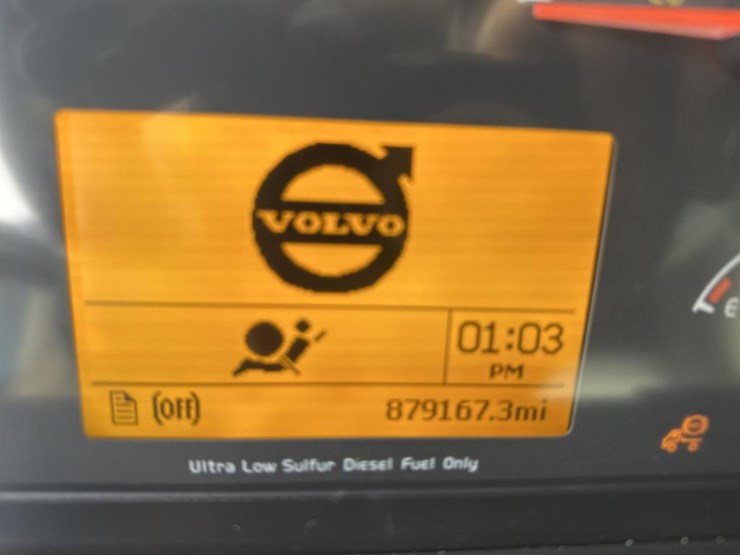 VOLVO
01:03
PM
(Off)
879167.3mi
E
Ultra Low Sulfur Diesel Fuel Only